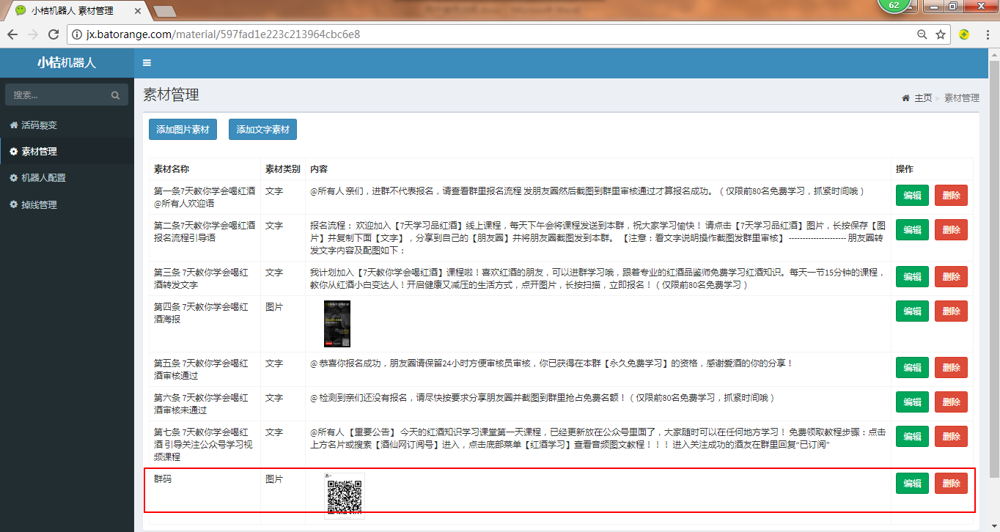 小桔机器人 素材管理
62
jx.batorange.com/material/597fad1e223c213964cbc6e8
小桔机器人
搜索...
活码裂变
素材管理
机器人配置
掉线管理
素材管理
主页 > 素材管理
添加图片素材 添加文字素材
素材名称 素材类别 内容 操作
第一条7天教你学会喝红酒 文字 @所有人 亲们，进群不代表报名，请查看群里报名流程 发朋友圈然后截图到群里审核通过才算报名成功。（仅限前80名免费学习，抓紧时间哦） 编辑 删除
@所有人欢迎语
第二条7天教你学会喝红酒 文字 报名流程： 欢迎加入【7天学习品红酒】线上课程，每天下午会将课程发送到本群，祝大家学习愉快！ 请点击【7天学习品红酒】图片，长按保存【图 编辑 删除
报名流程引导语 片】并复制下面【文字】，分享到自己的【朋友圈】并将朋友圈截图发到本群。 【注意：看文字说明操作截图发群里审核】 --------------------- 朋友圈转
发文字内容及配图如下：
第三条 7天教你学会喝红 文字 我计划加入【7天教你学会喝红酒】课程啦！喜欢红酒的朋友，可以进群学习哦，跟着专业的红酒品鉴师免费学习红酒知识。每天一节15分钟的课程， 编辑 删除
酒转发文字 教你从红酒小白变达人！开启健康又减压的生活方式，点开图片，长按扫描，立即报名！（仅限前80名免费学习）
第四条 7天教你学会喝红 图片 编辑 删除
酒海报
第五条 7天教你学会喝红 文字 @ 恭喜你报名成功，朋友圈请保留24小时方便审核员审核，你已获得在本群【永久免费学习】的资格，感谢爱酒的你的分享！ 编辑 删除
酒审核通过
第六条 7天教你学会喝红 文字 @ 检测到亲们还没有报名，请尽快按要求分享朋友圈并截图到群里抢占免费名额！（仅限前80名免费学习，抓紧时间哦） 编辑 删除
酒审核未通过
第七条 7天教你学会喝红 文字 @所有人 【重要公告】 今天的红酒知识学习课堂第一天课程，已经更新放在公众号里面了，大家随时可以在任何地方学习！ 免费领取教程步骤：点击 编辑 删除
酒 引导关注公众号学习视 上方名片或搜索【酒仙网订阅号】进入，点击底部菜单【红酒学习】查看音频图文教程！！！ 进入关注成功的酒友在群里回复“已订阅”
频课程
群码 图片 编辑 删除